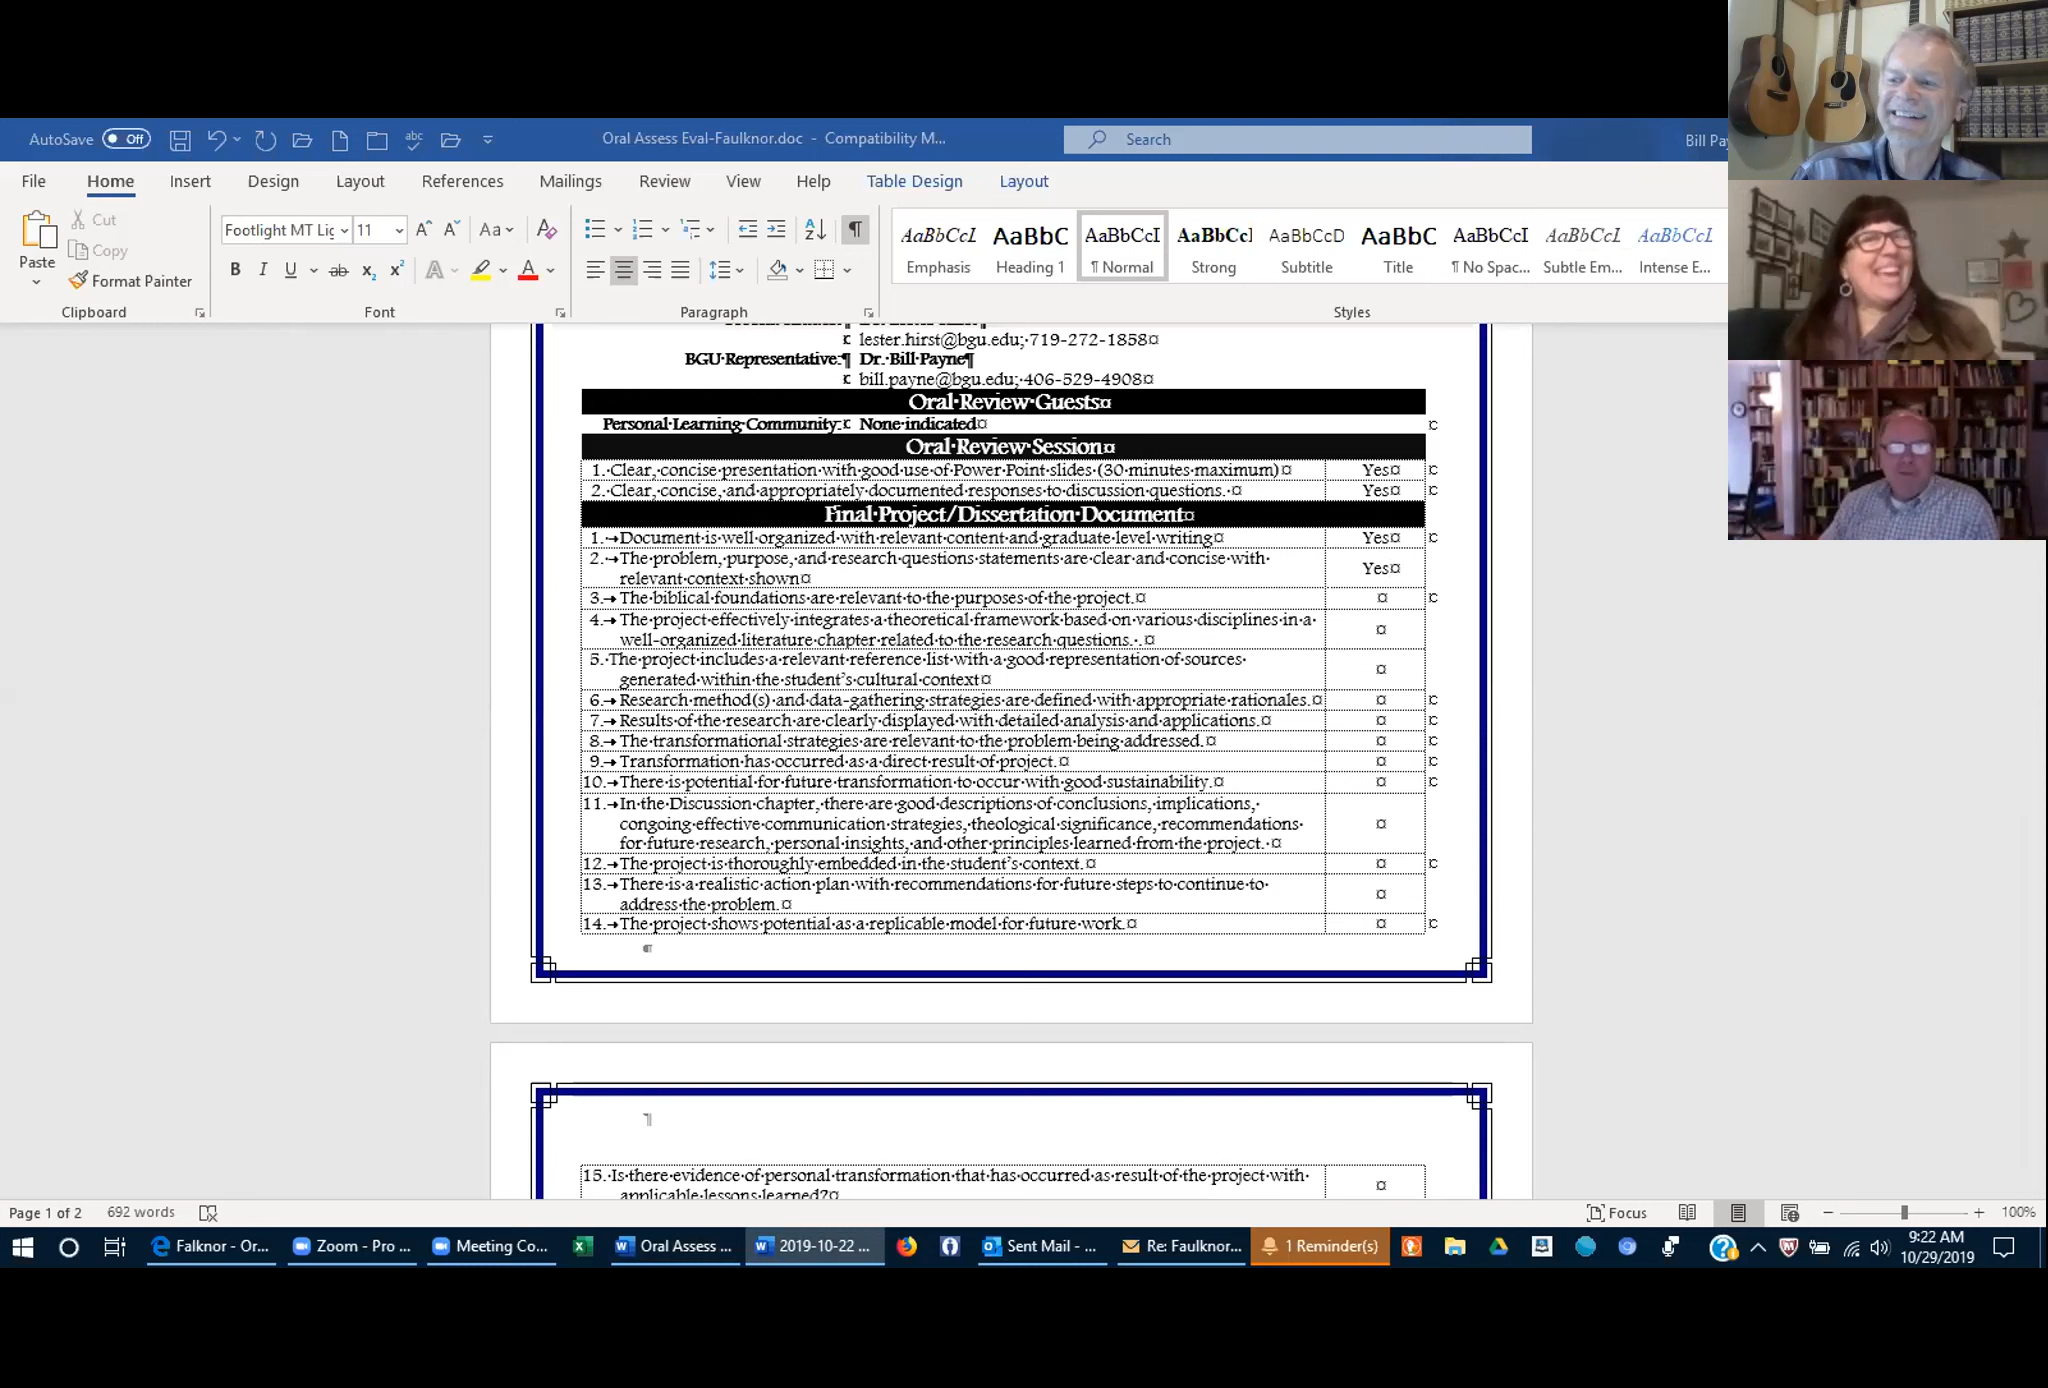 AutoSave Off
Oral Assess Eval-Faulknor.doc - Compatibility M...
Search
Bill Pay
File Home Insert Design Layout References Mailings Review View Help Table Design Layout
Paste
Cut
Copy
Format Painter
Clipboard
Footlight MT Lig 11
Font
Paragraph
AaBbCcI AaBbC AaBbCcI AaBbCcI AaBbCcD AaBbC AaBbCcI AaBbCcL AaBbCcL
Emphasis Heading 1 ¶ Normal Strong Subtitle Title ¶ No Spac... Subtle Em... Intense E...
Styles
lester.hirst@bgu.edu; 719-272-1858
BGU Representative: Dr. Bill Payne
bill.payne@bgu.edu; 406-529-4908
Oral Review Guests
Personal Learning Community: None indicated
Oral Review Session
1. Clear, concise presentation with good use of Power Point slides (30 minutes maximum) Yes
2. Clear, concise, and appropriately documented responses to discussion questions. Yes
Final Project/Dissertation Document
1. Document is well organized with relevant content and graduate level writing Yes
2. The problem, purpose, and research questions statements are clear and concise with
relevant context shown Yes
3. The biblical foundations are relevant to the purposes of the project.
4. The project effectively integrates a theoretical framework based on various disciplines in a
well-organized literature chapter related to the research questions. .
5. The project includes a relevant reference list with a good representation of sources
generated within the student's cultural context
6. Research method(s) and data-gathering strategies are defined with appropriate rationales.
7. Results of the research are clearly displayed with detailed analysis and applications.
8. The transformational strategies are relevant to the problem being addressed.
9. Transformation has occurred as a direct result of project.
10. There is potential for future transformation to occur with good sustainability.
11. In the Discussion chapter, there are good descriptions of conclusions, implications,
congoing effective communication strategies, theological significance, recommendations
for future research, personal insights, and other principles learned from the project.
12. The project is thoroughly embedded in the student's context.
13. There is a realistic action plan with recommendations for future steps to continue to
address the problem.
14. The project shows potential as a replicable model for future work.
15. Is there evidence of personal transformation that has occurred as result of the project with
applicable lessons learned?
Page 1 of 2 692 words
Focus
100%
Falknor - Or...
Zoom - Pro ...
Meeting Co...
Oral Assess ...
2019-10-22 ...
Sent Mail - ...
Re: Faulknor...
1 Reminder(s)
9:22 AM
10/29/2019